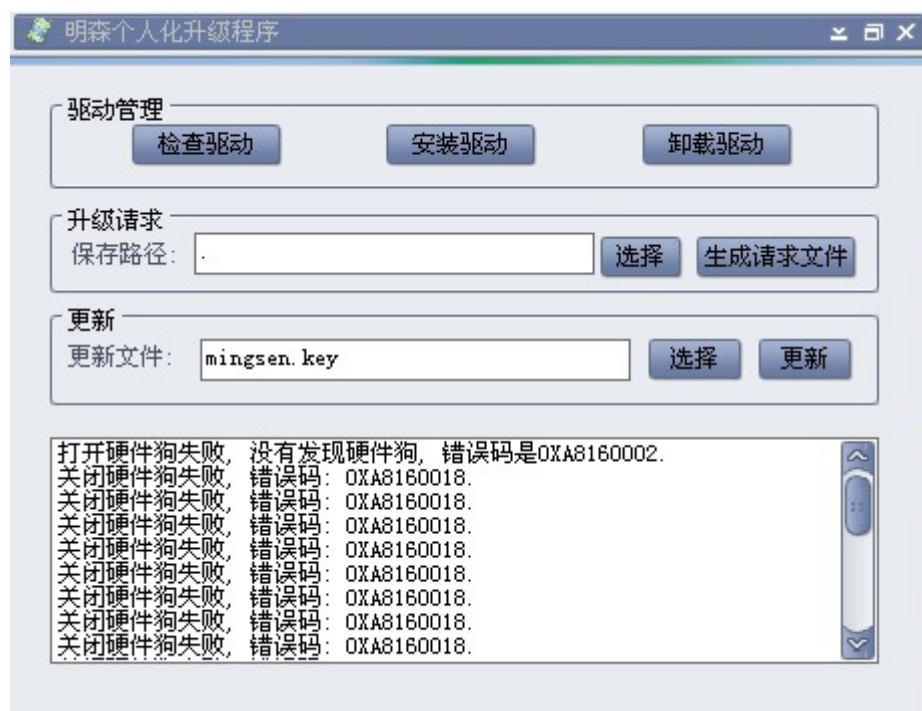 明森个人化升级程序
驱动管理
检查驱动 安装驱动 卸载驱动
升级请求
保存路径: . 选择 生成请求文件
更新
更新文件: mingsen.key 选择 更新
打开硬件狗失败, 没有发现硬件狗, 错误码是0XA8160002.
关闭硬件狗失败, 错误码: 0XA8160018.
关闭硬件狗失败, 错误码: 0XA8160018.
关闭硬件狗失败, 错误码: 0XA8160018.
关闭硬件狗失败, 错误码: 0XA8160018.
关闭硬件狗失败, 错误码: 0XA8160018.
关闭硬件狗失败, 错误码: 0XA8160018.
关闭硬件狗失败, 错误码: 0XA8160018.
关闭硬件狗失败, 错误码: 0XA8160018.